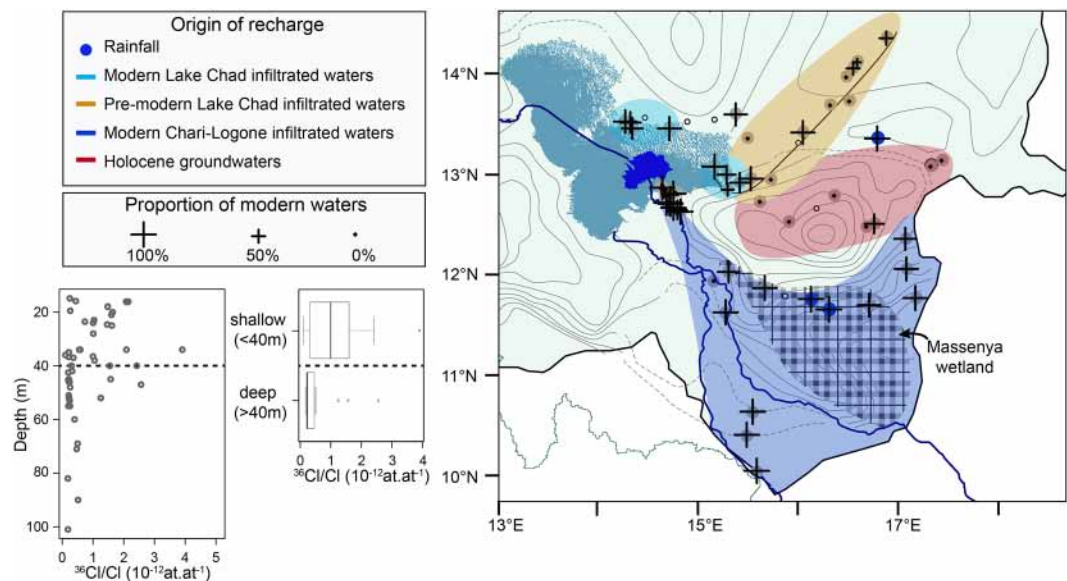 Origin of recharge
Rainfall
Modern Lake Chad infiltrated waters
Pre-modern Lake Chad infiltrated waters
Modern Chari-Logone infiltrated waters
Holocene groundwaters
Proportion of modern waters
100%
50%
0%
20
40
60
80
100
Depth (m)
0 1 2 3 4 5
³⁶Cl/Cl (10⁻¹²at.at⁻¹)
shallow
(<40m)
deep
(>40m)
0 1 2 3 4
³⁶Cl/Cl (10⁻¹²at.at⁻¹)
14°N
13°N
12°N
11°N
10°N
13°E
15°E
17°E
Massenya
wetland